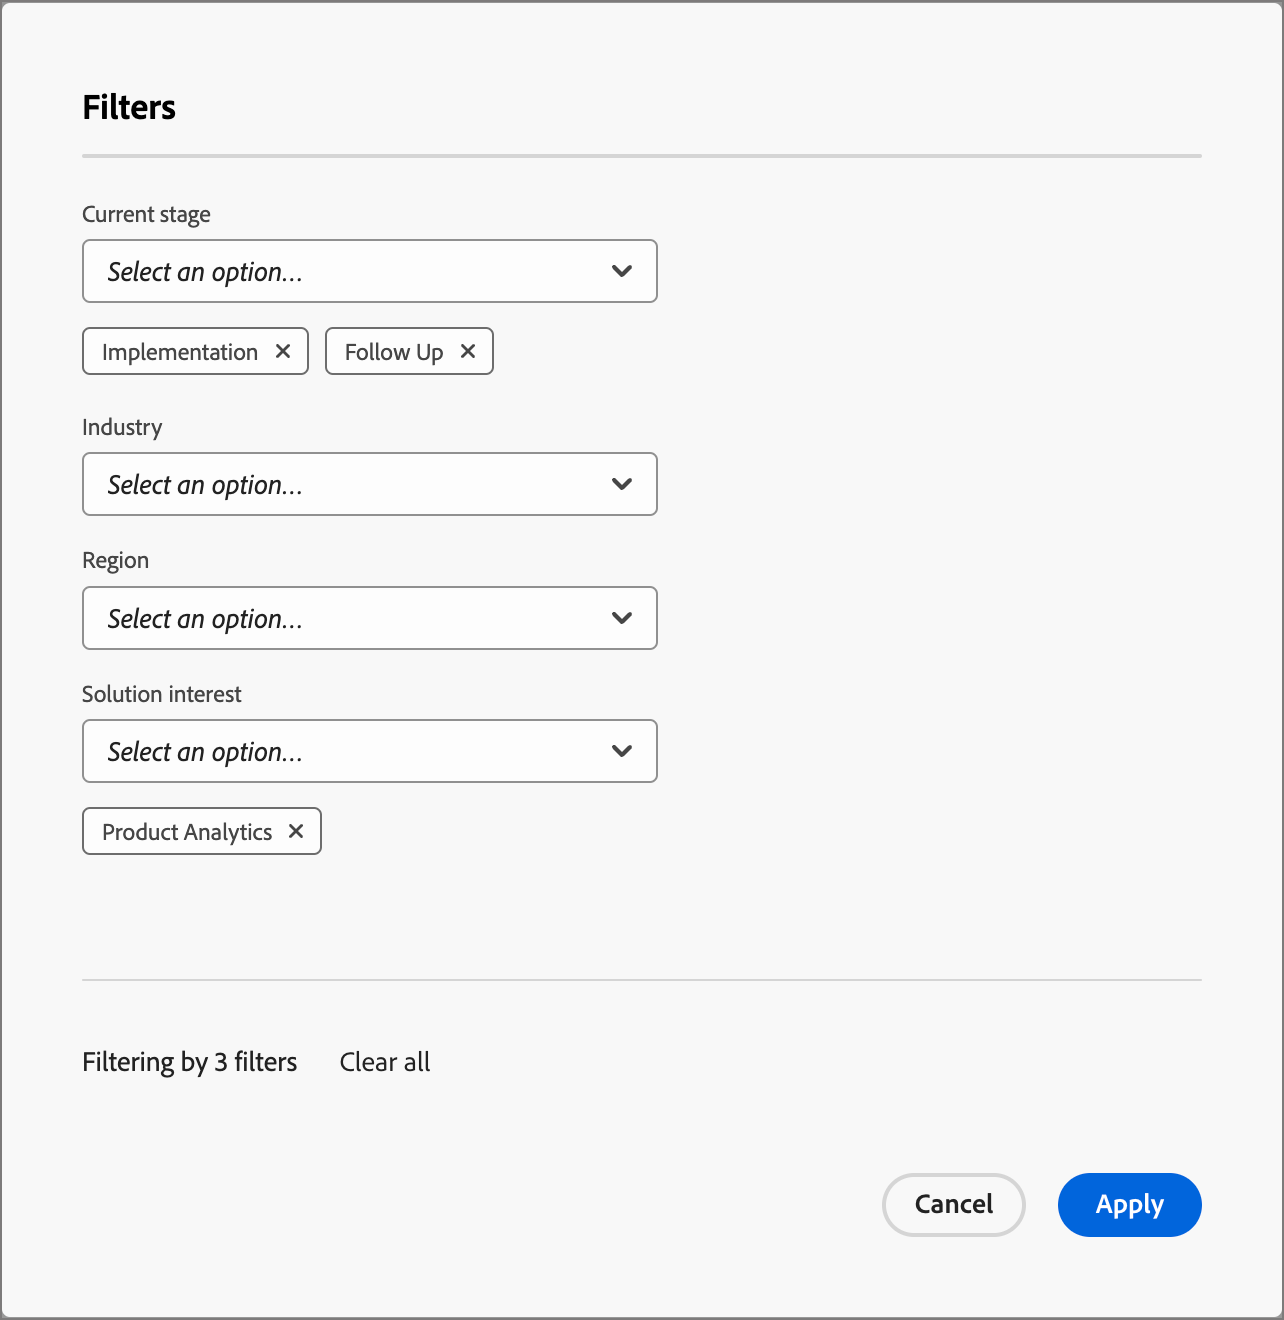 Filters
Current stage
Select an option...
Implementation
Follow Up
Industry
Select an option...
Region
Select an option...
Solution interest
Select an option...
Product Analytics
Filtering by 3 filters Clear all
Cancel Apply